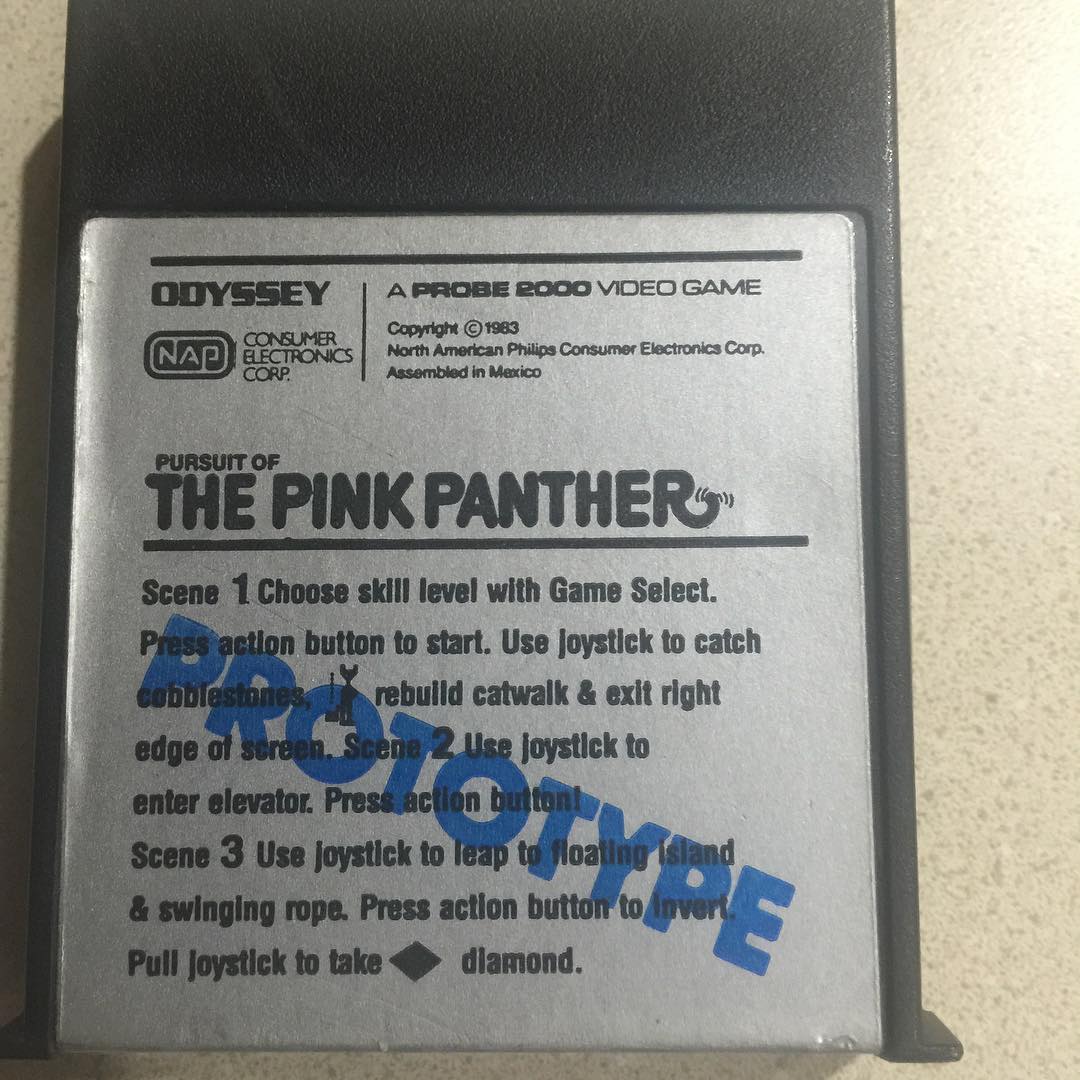 ODYSSEY
NAP CONSUMER
ELECTRONICS
CORP.
A PROBE 2000 VIDEO GAME
Copyright © 1983
North American Philips Consumer Electronics Corp.
Assembled in Mexico
PURSUIT OF
THE PINK PANTHER
Scene 1 Choose skill level with Game Select.
Press action button to start. Use joystick to catch
cobblestones, rebuild catwalk & exit right
edge of screen. Scene 2 Use joystick to
enter elevator. Press action button!
Scene 3 Use joystick to leap to floating island
& swinging rope. Press action button to invert.
Pull joystick to take ◆ diamond.
PROTOTYPE